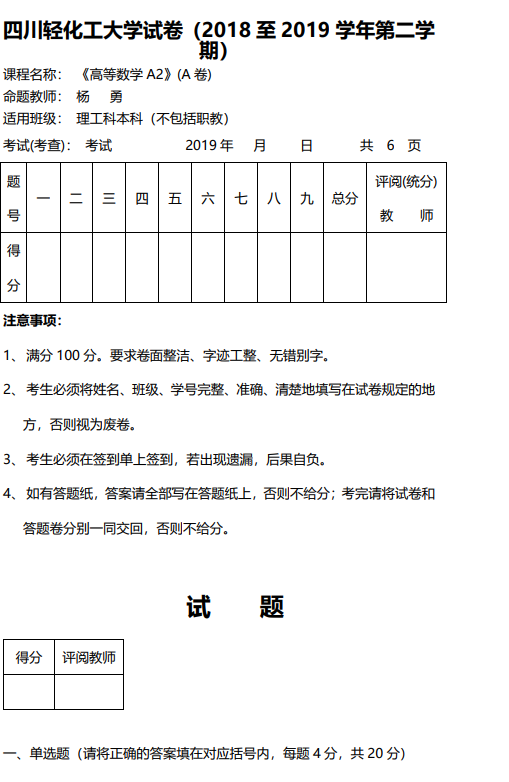 四川轻化工大学试卷（2018 至 2019 学年第二学
期）
课程名称： 《高等数学 A2》(A 卷)
命题教师： 杨 勇
适用班级： 理工科本科（不包括职教）
考试(考查)： 考试 2019 年 月 日 共 6 页
题号 一 二 三 四 五 六 七 八 九 总分 评阅(统分)教 师
得分
注意事项：
1、 满分 100 分。要求卷面整洁、字迹工整、无错别字。
2、 考生必须将姓名、班级、学号完整、准确、清楚地填写在试卷规定的地
方，否则视为废卷。
3、 考生必须在签到单上签到，若出现遗漏，后果自负。
4、 如有答题纸，答案请全部写在答题纸上，否则不给分；考完请将试卷和
答题卷分别一同交回，否则不给分。
试 题
得分 评阅教师
一、单选题（请将正确的答案填在对应括号内，每题 4 分，共 20 分）